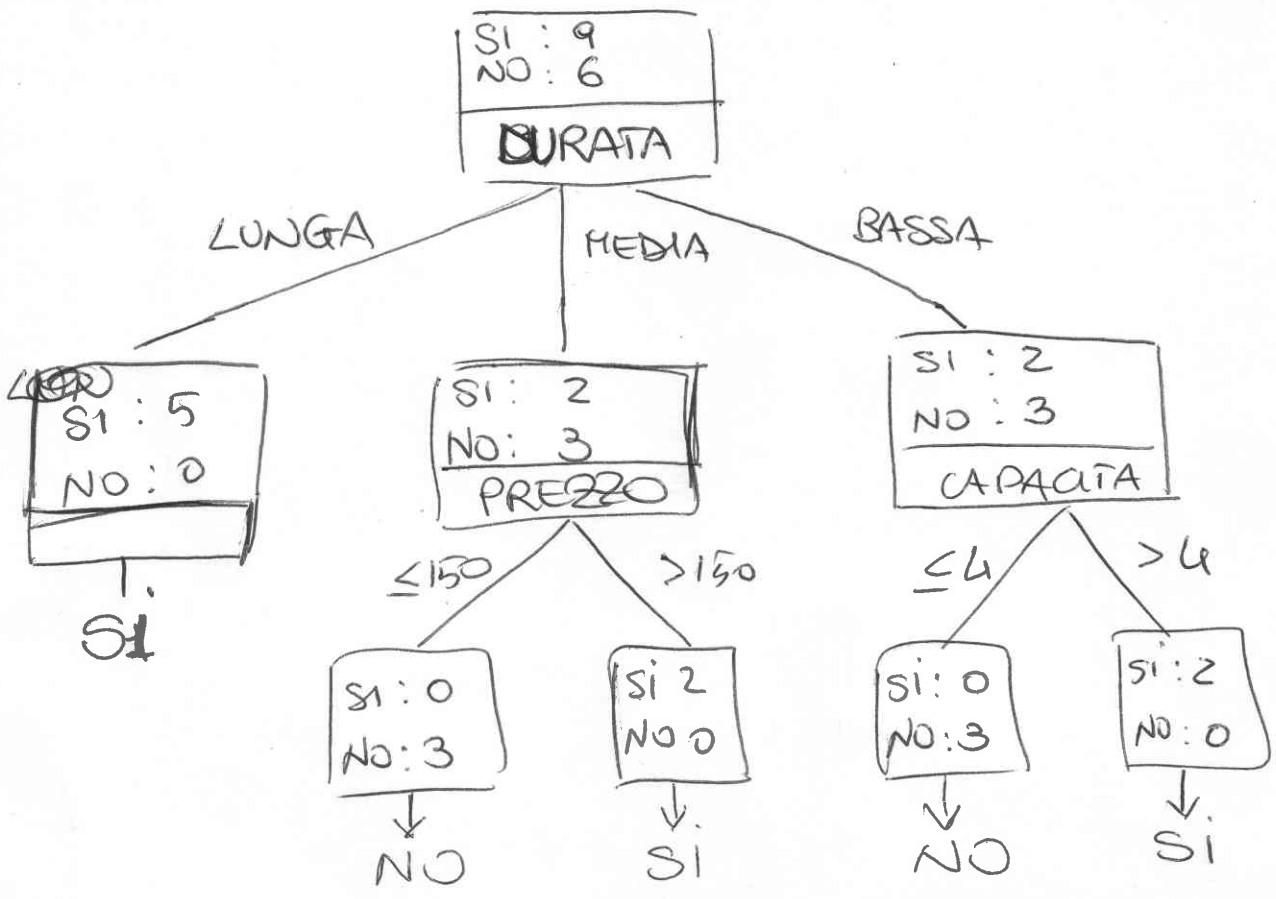 SI : 9
NO : 6
DURATA
LUNGA
MEDIA
BASSA
SI : 5
NO : 0
SI
SI : 2
NO : 3
PREZZO
SI : 2
NO : 3
CAPACITA
≤150
>150
≤4
>4
SI : 0
NO : 3
Si 2
NO 0
Si : 0
NO : 3
Si : 2
NO : 0
NO
Si
NO
Si